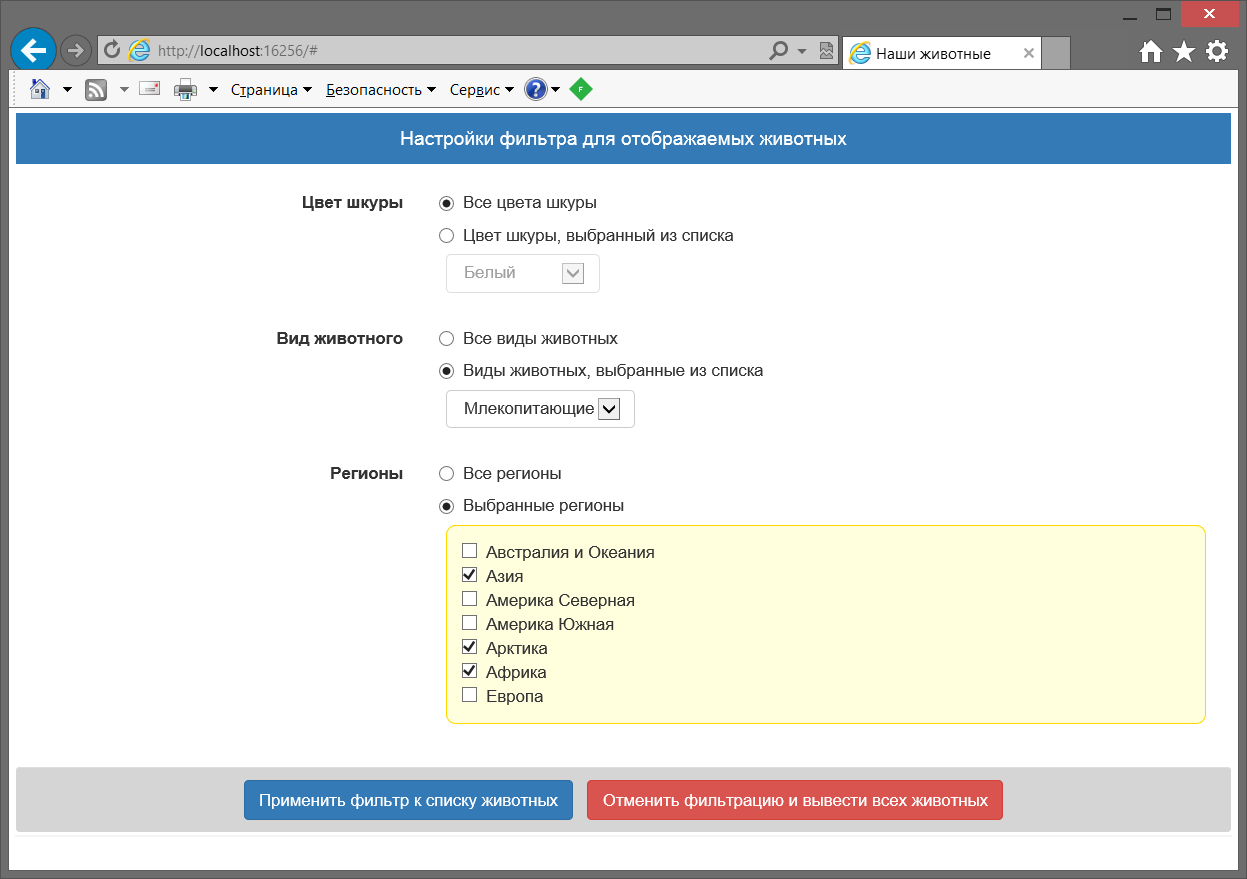 http://localhost:16256/#
Наши животные
Страница
Безопасность
Сервис
?
F
Настройки фильтра для отображаемых животных
Цвет шкуры
Все цвета шкуры
Цвет шкуры, выбранный из списка
Белый
Вид животного
Все виды животных
Виды животных, выбранные из списка
Млекопитающие
Регионы
Все регионы
Выбранные регионы
Австралия и Океания
Азия
Америка Северная
Америка Южная
Арктика
Африка
Европа
Применить фильтр к списку животных
Отменить фильтрацию и вывести всех животных